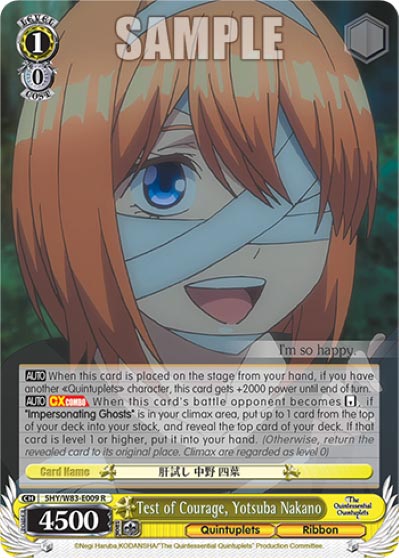 LEVEL
SAMPLE
1
0
COST
I'm so happy.
AUTO When this card is placed on the stage from your hand, if you have
another «Quintuplets» character, this card gets +2000 power until end of turn.
AUTO CX COMBO When this card's battle opponent becomes, if
"Impersonating Ghosts" is in your climax area, put up to 1 card from the top
of your deck into your stock, and reveal the top card of your deck. If that
card is level 1 or higher, put it into your hand. (Otherwise, return the
revealed card to its original place. Climax are regarded as level 0)
Card Name 肝試し 中野 四葉
CH 5HY/W83-E009 R
Test of Courage, Yotsuba Nakano
The Quintessential Quintuplets
4500
Quintuplets Ribbon
©Negi Haruba,KODANSHA/"The Quintessential Quintuplets" Production Committee